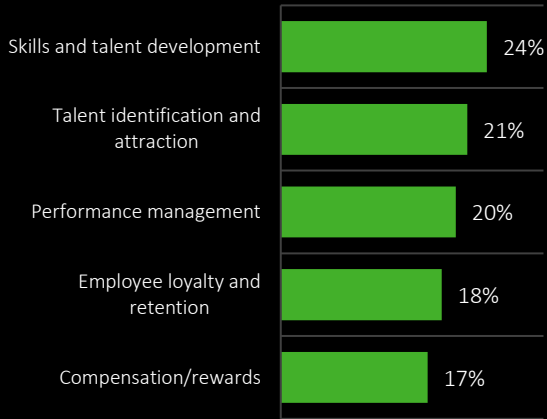 Skills and talent development
24%
Talent identification and
attraction
21%
Performance management
20%
Employee loyalty and
retention
18%
Compensation/rewards
17%